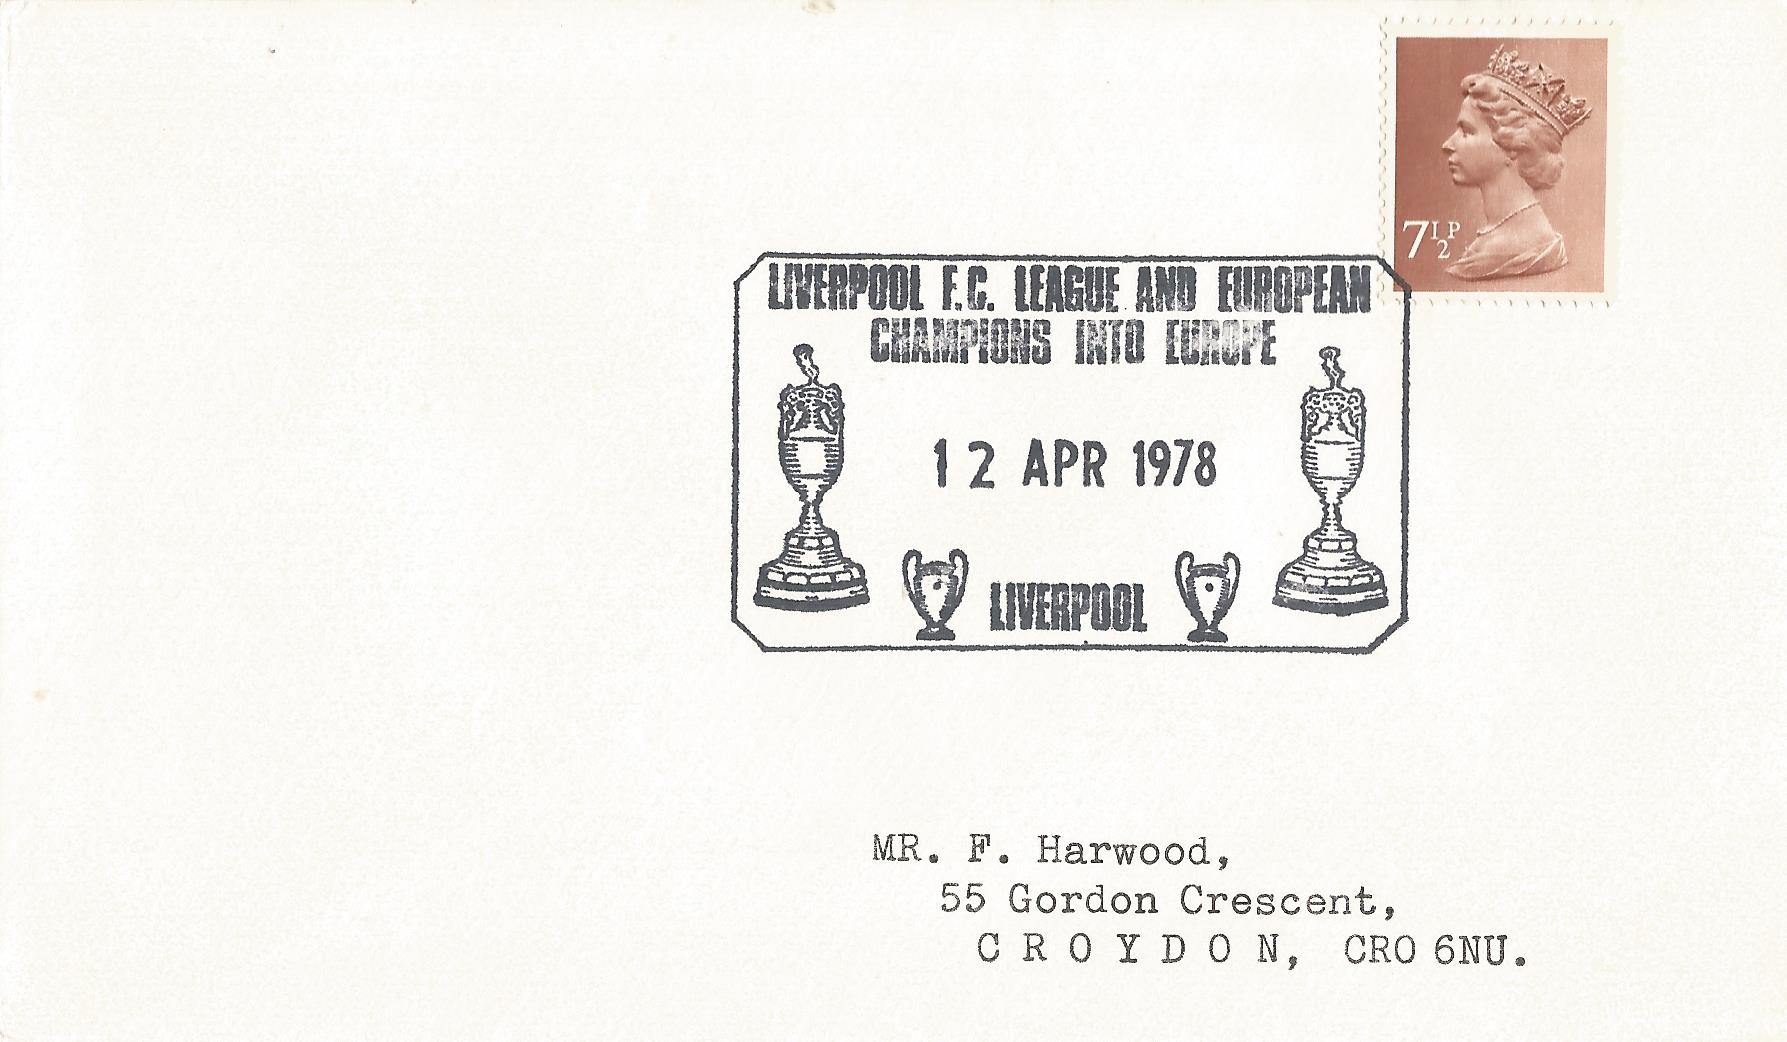 7½P
LIVERPOOL F.C. LEAGUE AND EUROPEAN
CHAMPIONS INTO EUROPE
12 APR 1978
LIVERPOOL
MR. F. Harwood,
55 Gordon Crescent,
CROYDON, CRO 6NU.